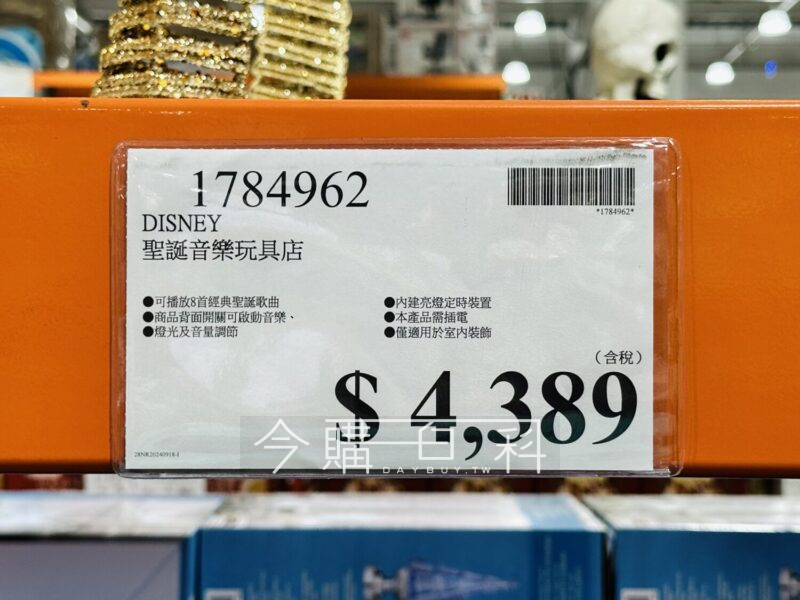 1784962
*1784962*
DISNEY
聖誕音樂玩具店
●可播放8首經典聖誕歌曲
●商品背面開關可啟動音樂、
●燈光及音量調節
●內建亮燈定時裝置
●本產品需插電
●僅適用於室內裝飾
(含稅)
$ 4,389
今購百科
DAYBUY.TW
28NR20240918-1